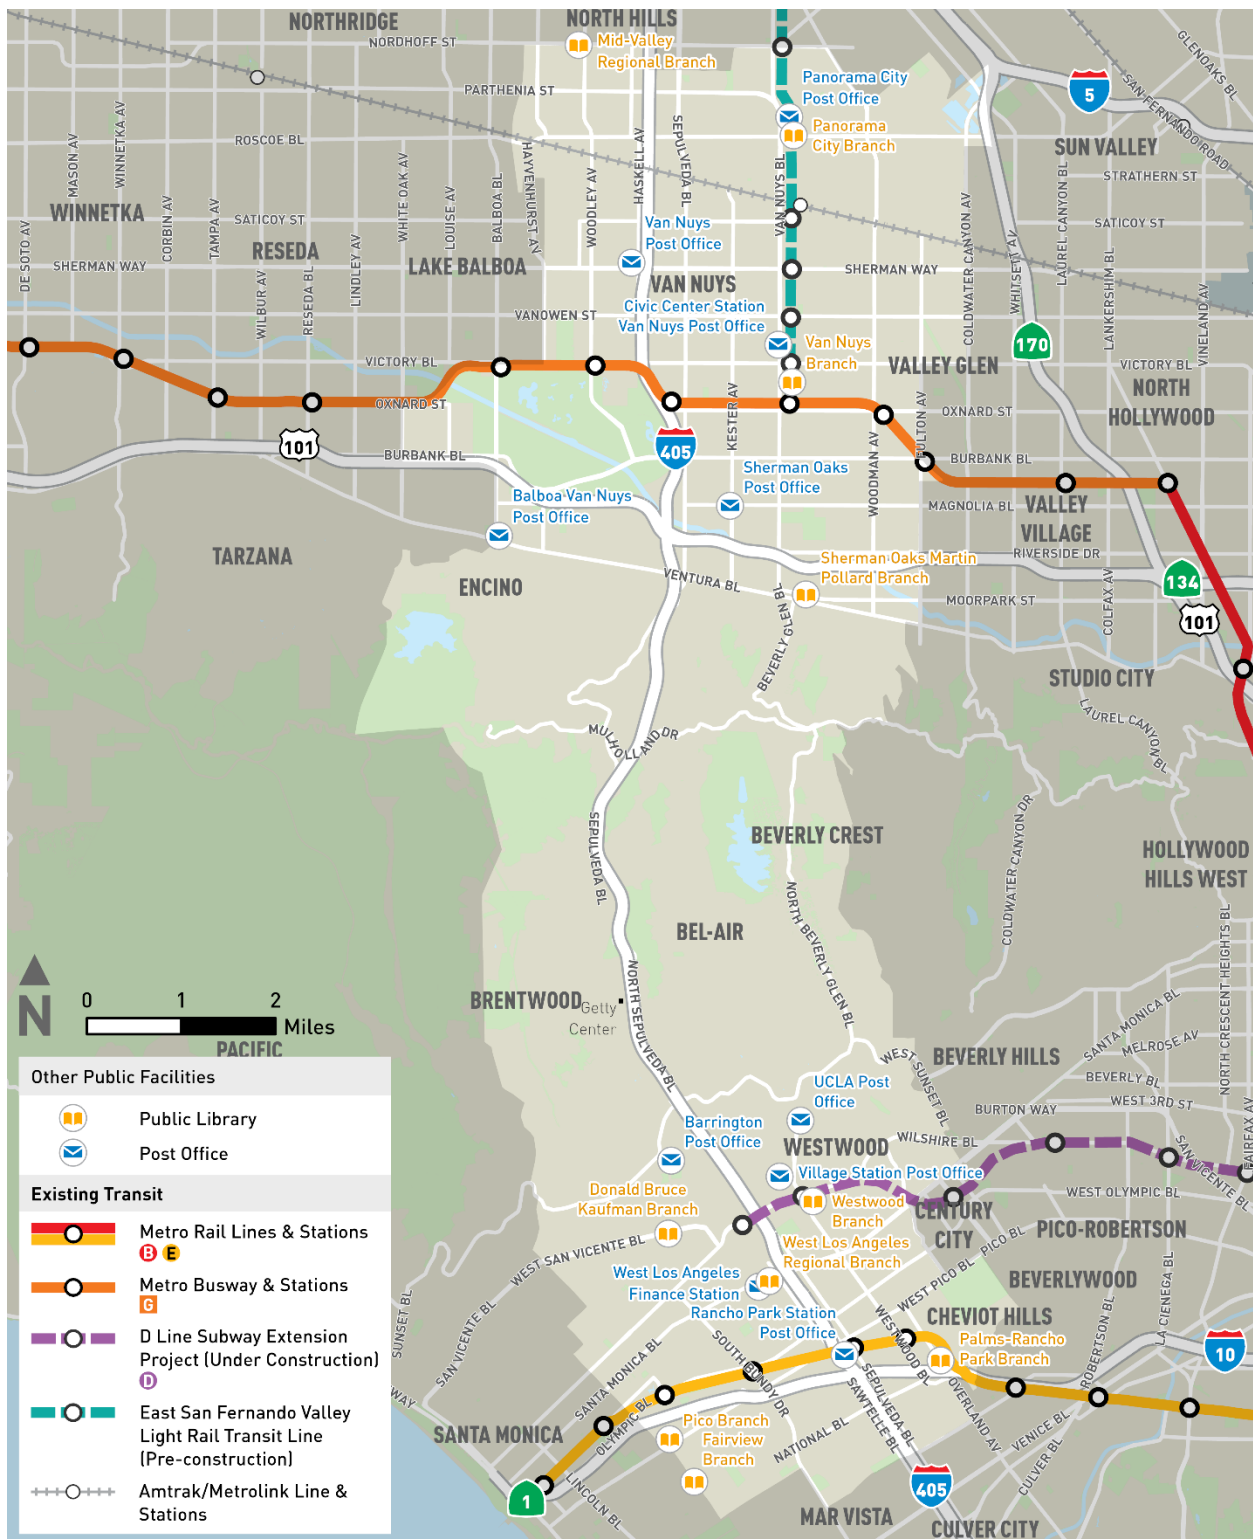 NORTHRIDGE
NORTH HILLS
NORDHOFF ST
Mid-Valley
Regional Branch
GLENOAKS BL
PARTHENIA ST
Panorama City
Post Office
5
SAN FERNANDO ROAD
ROSCOE BL
Panorama
City Branch
SUN VALLEY
STRATHERN ST
MASON AV
WINNETKA AV
HAYVENHURST AV
WOODLEY AV
HASKELL AV
SEPULVEDA BL
VAN NUYS BL
WINNETKA
CORBIN AV
TAMPA AV
WHITE OAK AV
LOUISE AV
BALBOA BL
COLDWATER CANYON AV
LAUREL CANYON BL
SATICOY ST
SATICOY ST
RESEDA
Van Nuys
Post Office
DE SOTO AV
SHERMAN WAY
LAKE BALBOA
VAN NUYS
SHERMAN WAY
WILBUR AV
RESEDA BL
LINDLEY AV
WHITSETT AV
LANKERSHIM BL
VINELAND AV
VANOWEN ST
Civic Center Station
Van Nuys Post Office
170
VICTORY BL
Van Nuys
Branch
VALLEY GLEN
VICTORY BL
NORTH
HOLLYWOOD
OXNARD ST
KESTER AV
FULTON AV
OXNARD ST
101
405
BURBANK BL
BURBANK BL
Sherman Oaks
Post Office
WOODMAN AV
Balboa Van Nuys
Post Office
MAGNOLIA BL
VALLEY
VILLAGE
TARZANA
Sherman Oaks Martin
Pollard Branch
RIVERSIDE DR
ENCINO
VENTURA BL
134
MOORPARK ST
COLFAX AV
101
BEVERLY GLEN BL
STUDIO CITY
LAUREL CANYON BL
MULHOLLAND DR
SEPULVEDA BL
BEVERLY CREST
COLDWATER CANYON DR
HOLLYWOOD
HILLS WEST
BEL-AIR
NORTH BEVERLY GLEN BL
NORTH SEPULVEDA BL
NORTH CRESCENT HEIGHTS BL
BRENTWOOD
Getty
Center
N
0 1 2
Miles
SANTA MONICA BL
MELROSE AV
PACIFIC
BEVERLY HILLS
WEST SUNSET BL
BEVERLY BL
WEST 3RD ST
UCLA Post
Office
BURTON WAY
FAIRFAX AV
Barrington
Post Office
WESTWOOD
WILSHIRE BL
SAN VICENTE BL
Village Station Post Office
Donald Bruce
Kaufman Branch
Westwood
Branch
WEST OLYMPIC BL
CENTURY
CITY
PICO-ROBERTSON
WEST SAN VICENTE BL
West Los Angeles
Regional Branch
WEST PICO BL
West Los Angeles
Finance Station
BEVERLYWOOD
LA CIENEGA BL
Rancho Park Station
Post Office
CHEVIOT HILLS
SUNSET BL
SAN VICENTE BL
SANTA MONICA BL
SOUTH BUNDY DR
WESTWOOD BL
Palms-Rancho
Park Branch
ROBERTSON BL
10
WAY
OLYMPIC BL
SAWTELLE BL
SEPULVEDA BL
OVERLAND AV
SANTA MONICA
Pico Branch
Fairview
Branch
NATIONAL BL
VENICE BL
CULVER BL
LINCOLN BL
1
405
MAR VISTA
CULVER CITY
Other Public Facilities
Public Library
Post Office
Existing Transit
Metro Rail Lines & Stations
B E
Metro Busway & Stations
G
D Line Subway Extension
Project (Under Construction)
D
East San Fernando Valley
Light Rail Transit Line
(Pre-construction)
Amtrak/Metrolink Line &
Stations